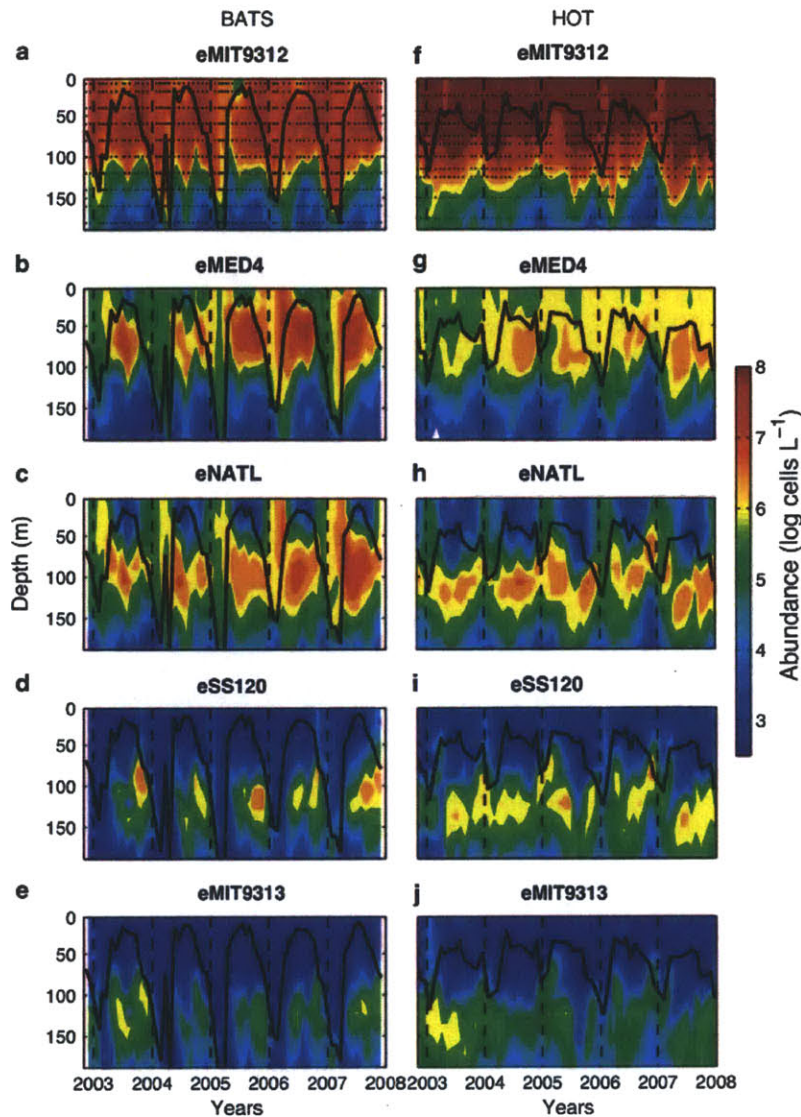 BATS HOT
a eMIT9312 f eMIT9312
0
50
100
150
b eMED4 g eMED4
0
50
100
150
c eNATL h eNATL
0
50
100
150
Depth (m)
d eSS120 i eSS120
0
50
100
150
e eMIT9313 j eMIT9313
0
50
100
150
2003 2004 2005 2006 2007 2008 2003 2004 2005 2006 2007 2008
Years Years
8
7
6
5
4
3
Abundance (log cells L⁻¹)